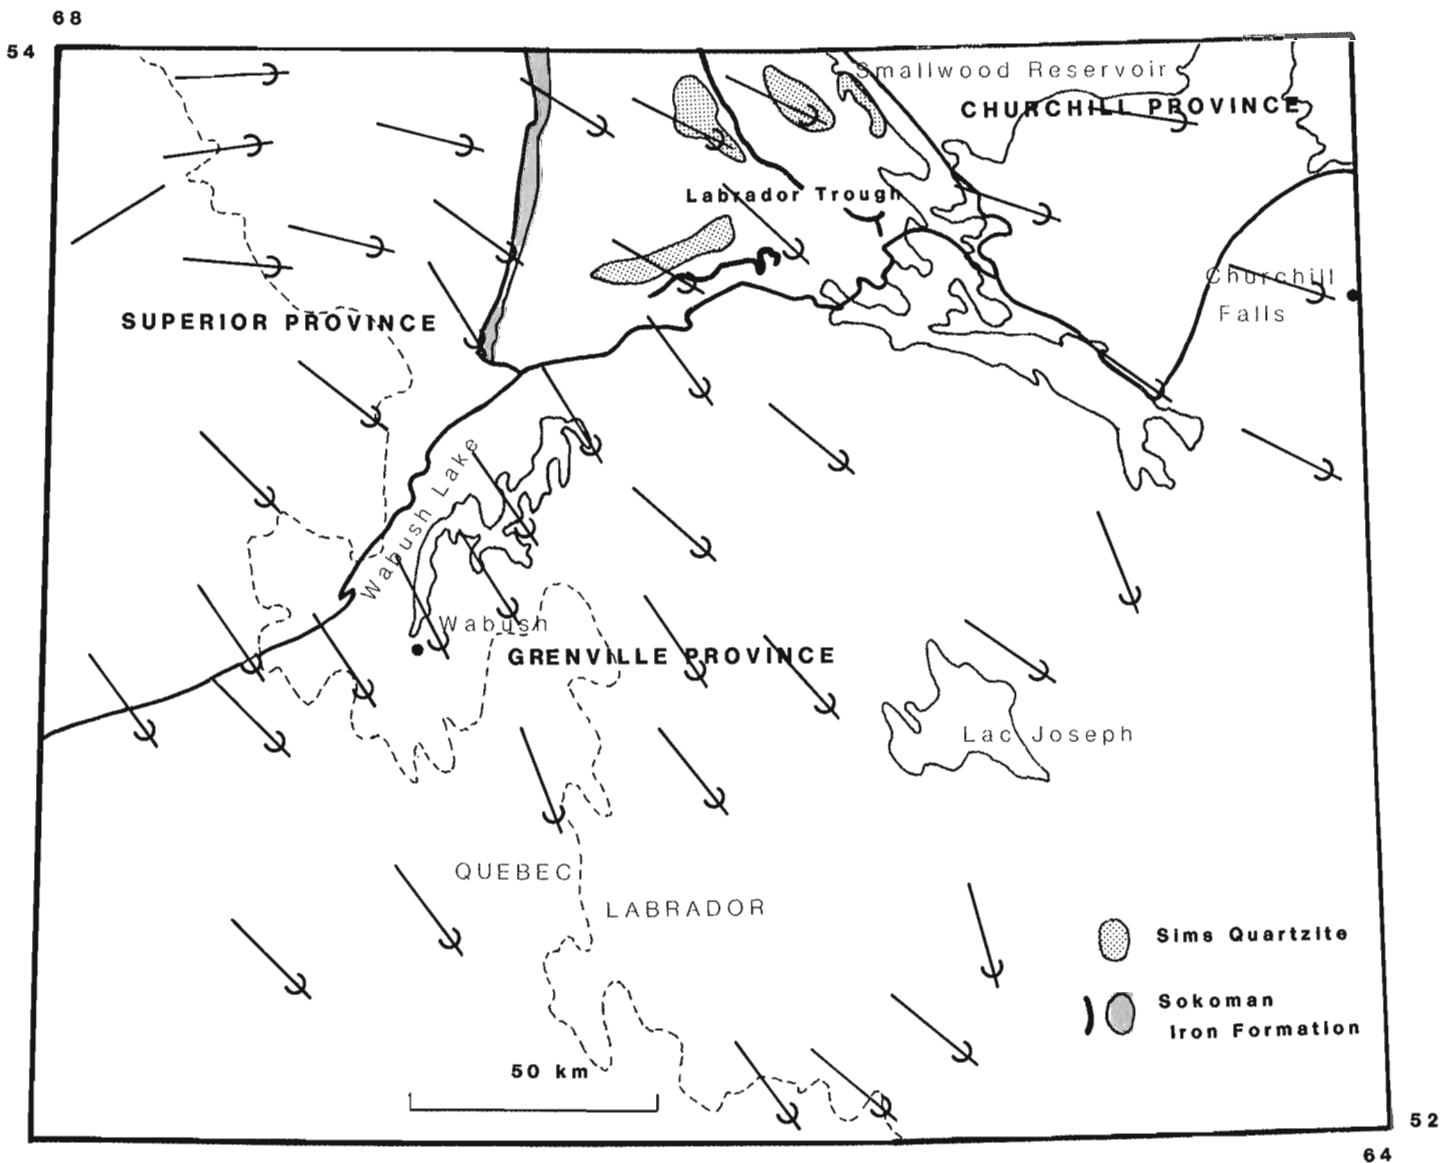 68
54
Smallwood Reservoir
CHURCHILL PROVINCE
Labrador Trough
Churchill
Falls
SUPERIOR PROVINCE
Wabush Lake
Wabush
GRENVILLE PROVINCE
Lac Joseph
QUEBEC
LABRADOR
Sims Quartzite
Sokoman
Iron Formation
50 km
52
64